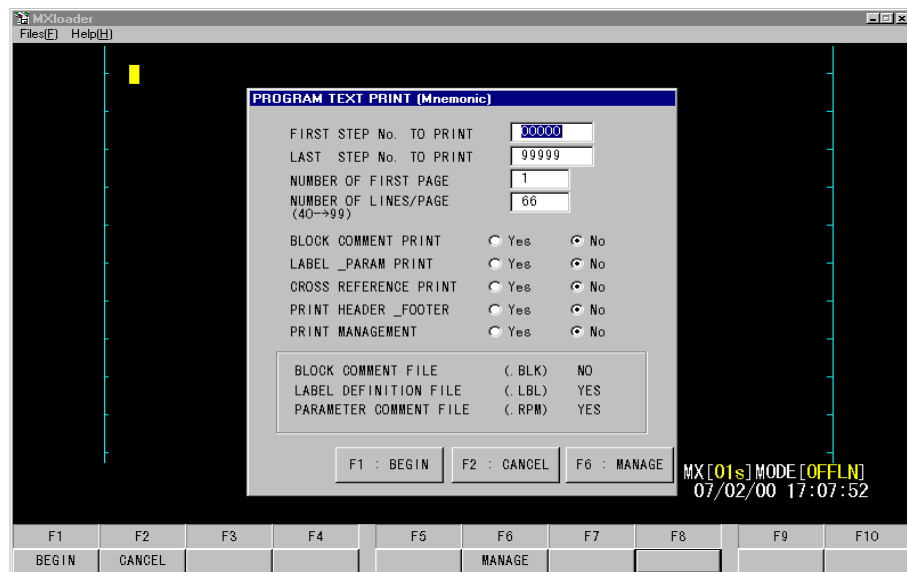 MXloader
Files(F) Help(H)
PROGRAM TEXT PRINT (Mnemonic)
FIRST STEP No. TO PRINT 00000
LAST STEP No. TO PRINT 99999
NUMBER OF FIRST PAGE 1
NUMBER OF LINES/PAGE 66
(40→99)
BLOCK COMMENT PRINT Yes No
LABEL _PARAM PRINT Yes No
CROSS REFERENCE PRINT Yes No
PRINT HEADER _FOOTER Yes No
PRINT MANAGEMENT Yes No
BLOCK COMMENT FILE (.BLK) NO
LABEL DEFINITION FILE (.LBL) YES
PARAMETER COMMENT FILE (.RPM) YES
F1 : BEGIN F2 : CANCEL F6 : MANAGE
MX[01s]MODE[OFFLN]
07/02/00 17:07:52
F1 F2 F3 F4 F5 F6 F7 F8 F9 F10
BEGIN CANCEL MANAGE